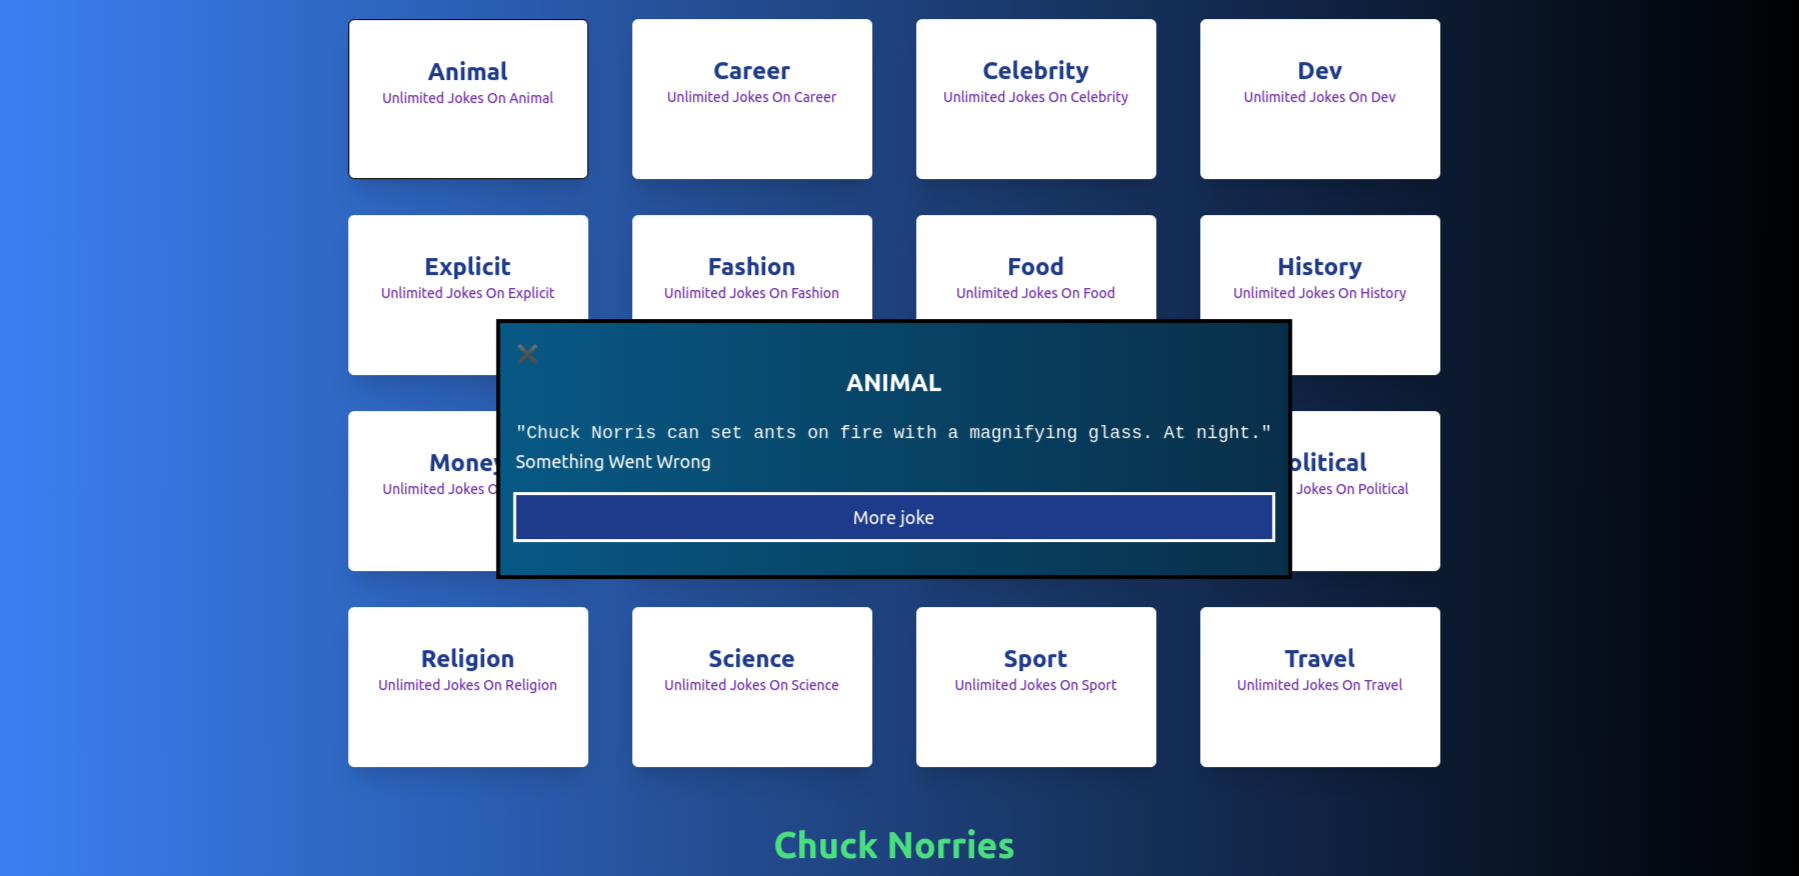 Animal
Unlimited Jokes On Animal
Career
Unlimited Jokes On Career
Celebrity
Unlimited Jokes On Celebrity
Dev
Unlimited Jokes On Dev
Explicit
Unlimited Jokes On Explicit
Fashion
Unlimited Jokes On Fashion
Food
Unlimited Jokes On Food
History
Unlimited Jokes On History
ANIMAL
"Chuck Norris can set ants on fire with a magnifying glass. At night."
Something Went Wrong
More joke
Money
Unlimited Jokes O
olitical
Jokes On Political
Religion
Unlimited Jokes On Religion
Science
Unlimited Jokes On Science
Sport
Unlimited Jokes On Sport
Travel
Unlimited Jokes On Travel
Chuck Norries